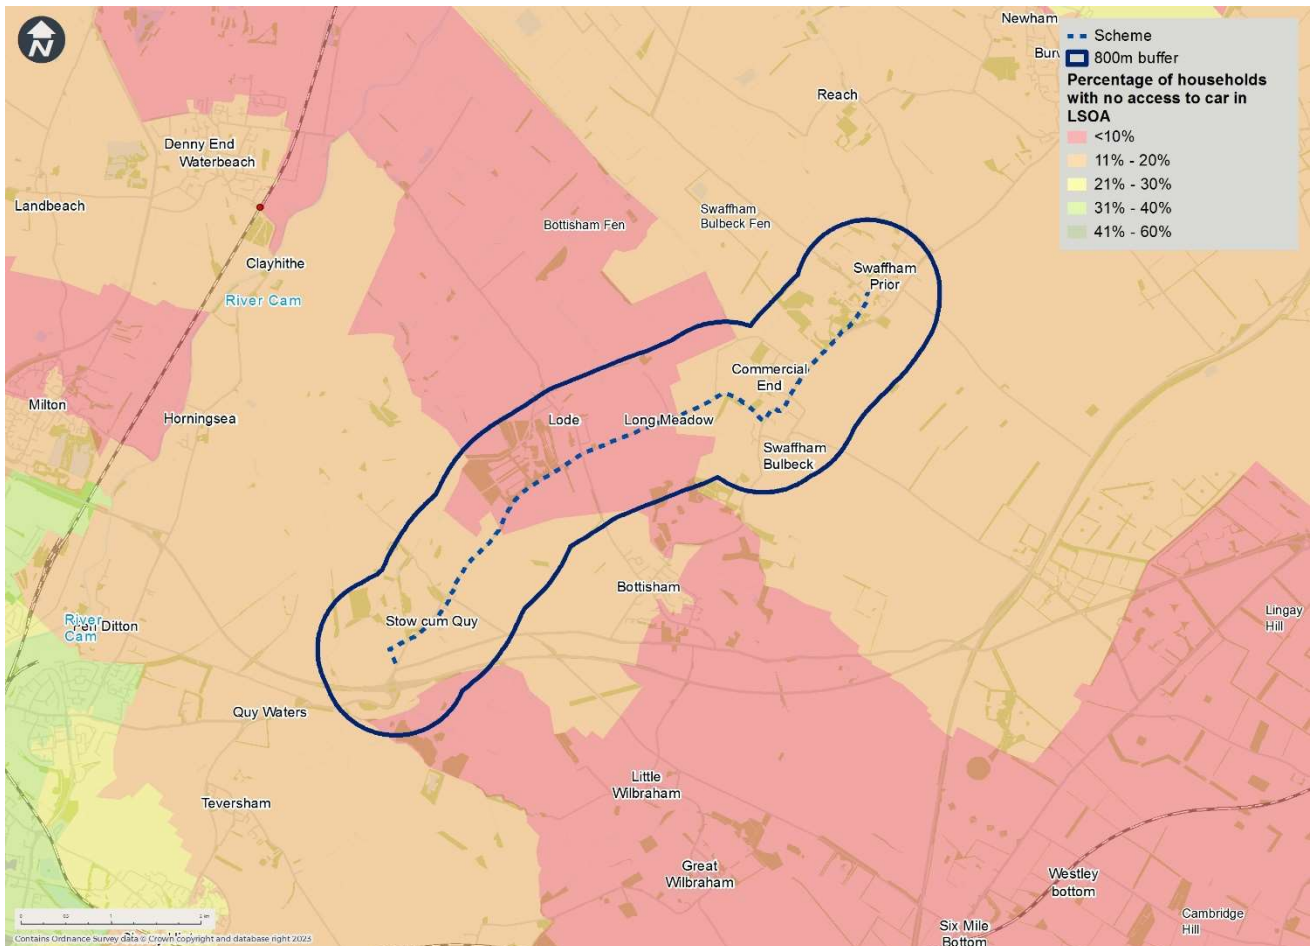 N
Newham
Scheme
800m buffer
Percentage of households
with no access to car in
LSOA
<10%
11% - 20%
21% - 30%
31% - 40%
41% - 60%
Reach
Denny End
Waterbeach
Landbeach
Swaffham
Bulbeck Fen
Bottisham Fen
Clayhithe
River Cam
Swaffham
Prior
Commercial
End
Milton
Horningsea
Lode
Long Meadow
Swaffham
Bulbeck
Bottisham
River
Cam
Ditton
Stow cum Quy
Lingay
Hill
Quy Waters
Little
Wilbraham
Teversham
Great
Wilbraham
Westley
bottom
Cambridge
Hill
Six Mile
Bottom
Contains Ordnance Survey data © Crown copyright and database right 2023